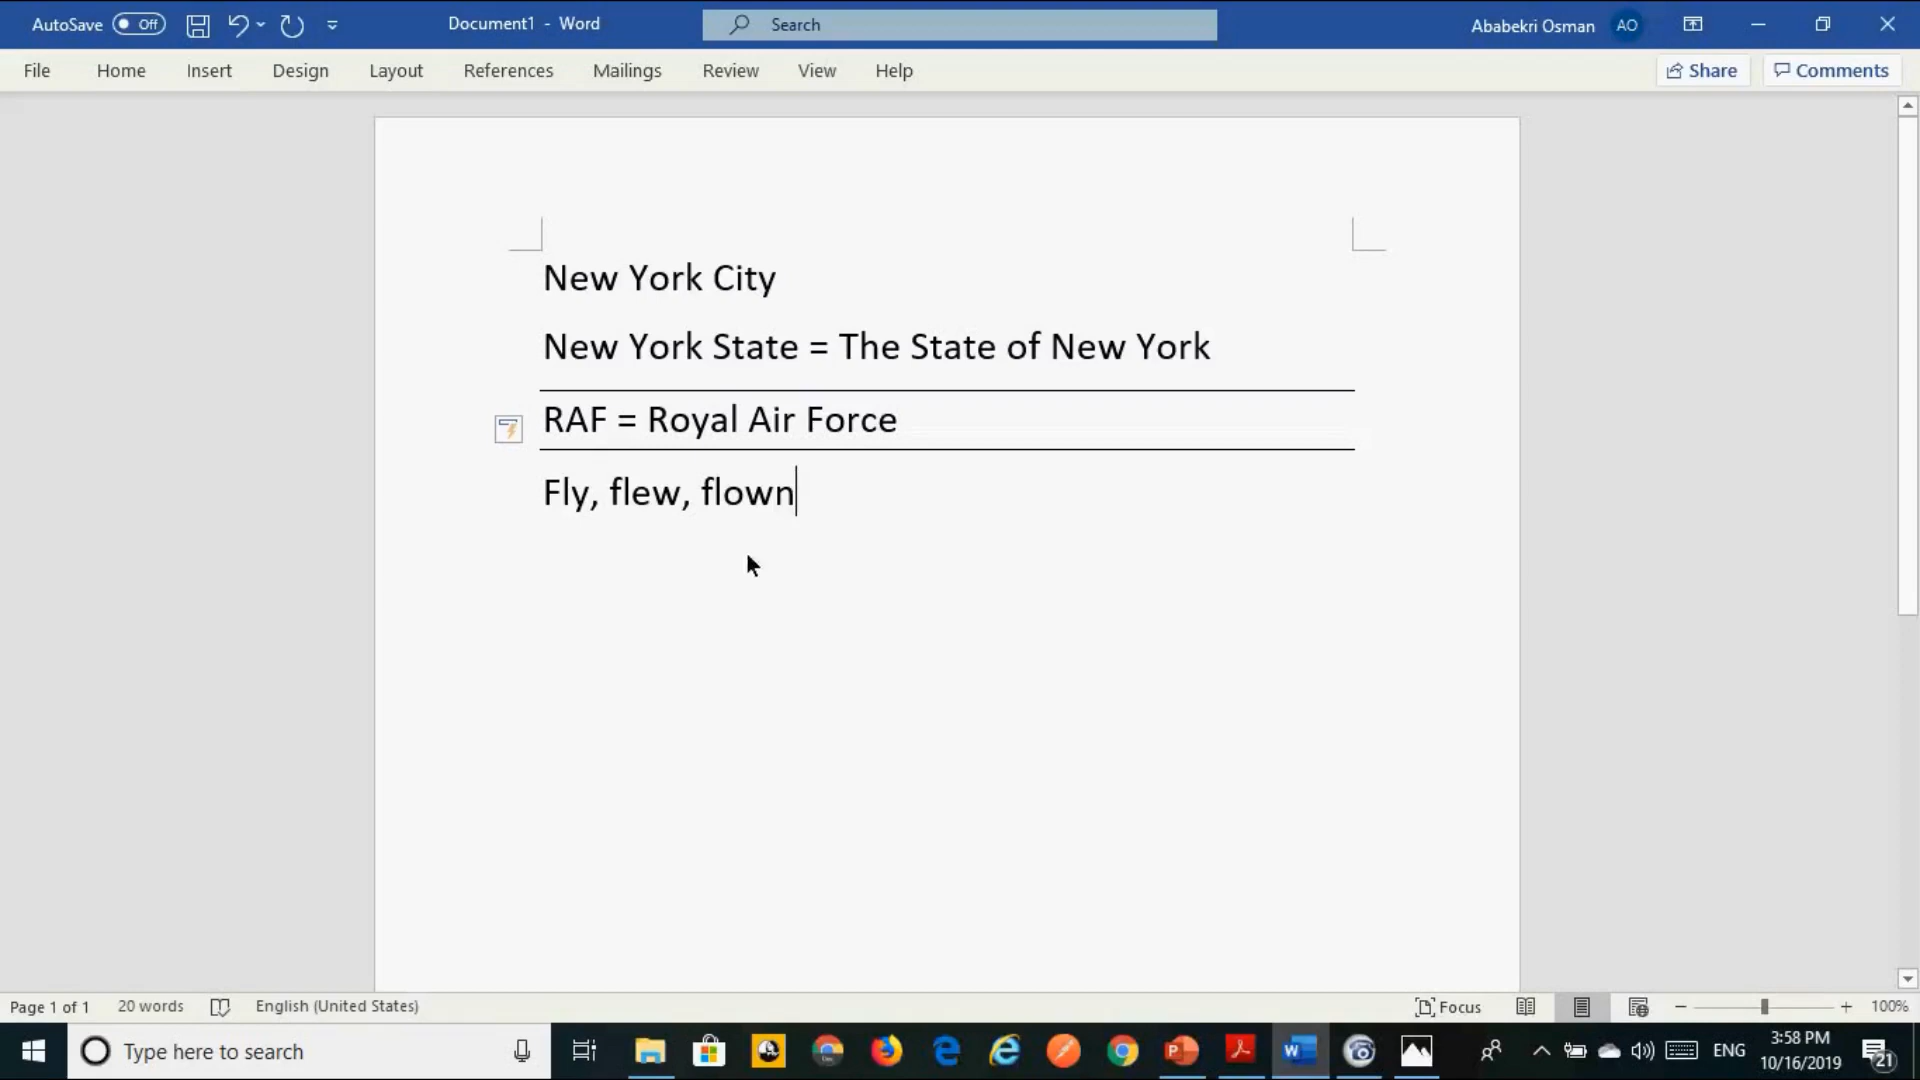 AutoSave Off Document1 - Word Search Ababekri Osman AO
File Home Insert Design Layout References Mailings Review View Help Share Comments
New York City
New York State = The State of New York
RAF = Royal Air Force
Fly, flew, flown
Page 1 of 1 20 words English (United States) Focus 100%
Type here to search ENG 3:58 PM
10/16/2019 21